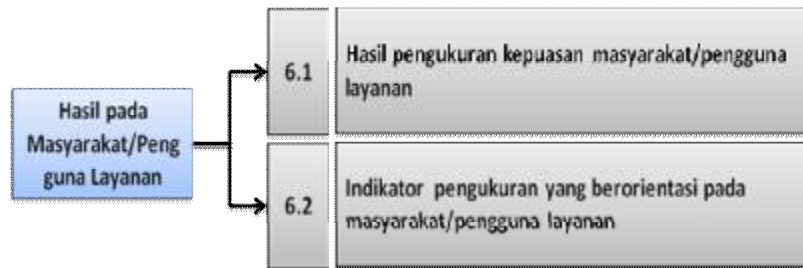 Hasil pada
Masyarakat/Peng
guna Layanan
6.1
Hasil pengukuran kepuasan masyarakat/pengguna
layanan
6.2
Indikator pengukuran yang berorientasi pada
masyarakat/pengguna layanan